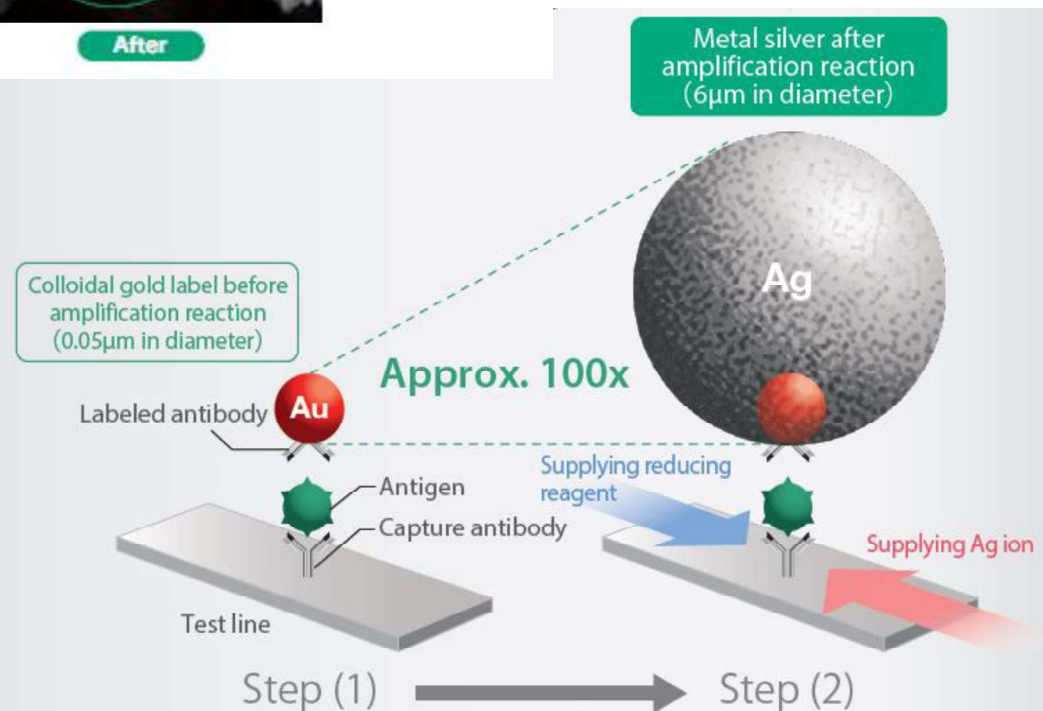 After
Metal silver after
amplification reaction
(6μm in diameter)
Colloidal gold label before
amplification reaction
(0.05μm in diameter)
Ag
Approx. 100x
Labeled antibody
Au
Supplying reducing
reagent
Antigen
Capture antibody
Supplying Ag ion
Test line
Step (1)
Step (2)